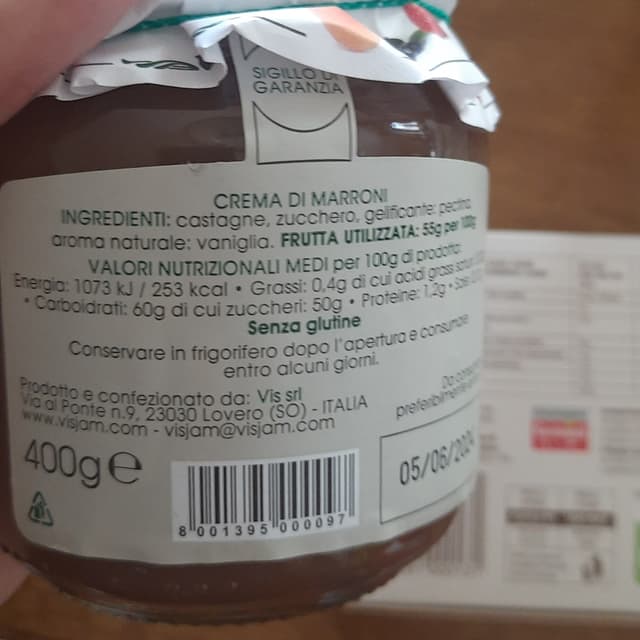 SIGILLO DI
GARANZIA
CREMA DI MARRONI
INGREDIENTI: castagne, zucchero, gelificante: pectina,
aroma naturale: vaniglia. FRUTTA UTILIZZATA: 55g per 100g
VALORI NUTRIZIONALI MEDI per 100g di prodotto:
Energia: 1073 kJ / 253 kcal • Grassi: 0,4g di cui acidi grassi
• Carboidrati: 60g di cui zuccheri: 50g • Proteine: 1,2g •
Senza glutine
Conservare in frigorifero dopo l'apertura e consumare
entro alcuni giorni.
Prodotto e confezionato da: Vis srl
Via al Ponte n.9, 23030 Lovero (SO) - ITALIA
www.visjam.com - visjam@visjam.com
preferibilmente
400g e
05/06/2024
8 001395 000097